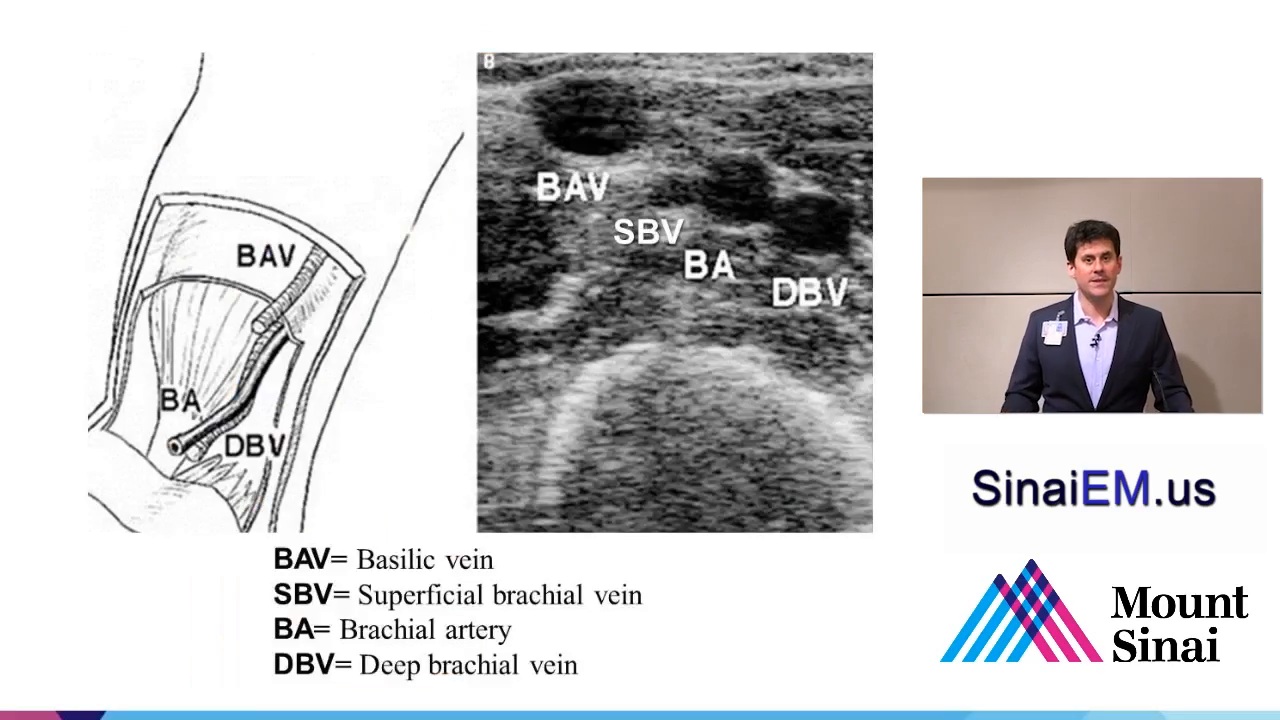 BAV
BA
DBV
B
BAV
SBV
BA
DBV
BAV= Basilic vein
SBV= Superficial brachial vein
BA= Brachial artery
DBV= Deep brachial vein
SinaiEM.us
Mount
Sinai